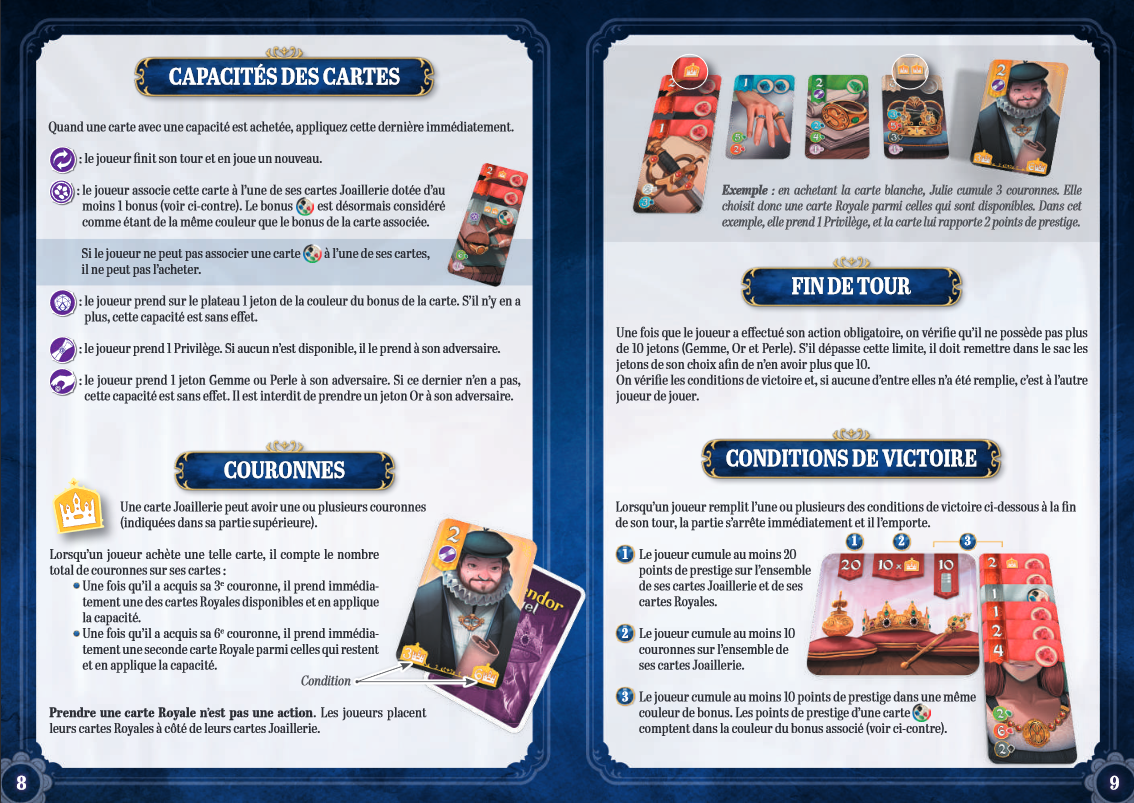 CAPACITÉS DES CARTES
Quand une carte avec une capacité est achetée, appliquez cette dernière immédiatement.
: le joueur finit son tour et en joue un nouveau.
: le joueur associe cette carte à l'une de ses cartes Joaillerie dotée d'au
moins 1 bonus (voir ci-contre). Le bonus est désormais considéré
comme étant de la même couleur que le bonus de la carte associée.
Si le joueur ne peut pas associer une carte à l'une de ses cartes,
il ne peut pas l'acheter.
: le joueur prend sur le plateau 1 jeton de la couleur du bonus de la carte. S'il n'y en a
plus, cette capacité est sans effet.
: le joueur prend 1 Privilège. Si aucun n'est disponible, il le prend à son adversaire.
: le joueur prend 1 jeton Gemme ou Perle à son adversaire. Si ce dernier n'en a pas,
cette capacité est sans effet. Il est interdit de prendre un jeton Or à son adversaire.
COURONNES
Une carte Joaillerie peut avoir une ou plusieurs couronnes
(indiquées dans sa partie supérieure).
Lorsqu'un joueur achète une telle carte, il compte le nombre
total de couronnes sur ses cartes :
Une fois qu'il a acquis sa 3e couronne, il prend immédia-
tement une des cartes Royales disponibles et en applique
la capacité.
Une fois qu'il a acquis sa 6e couronne, il prend immédia-
tement une seconde carte Royale parmi celles qui restent
et en applique la capacité.
2
3
6
Condition
Prendre une carte Royale n'est pas une action. Les joueurs placent
leurs cartes Royales à côté de leurs cartes Joaillerie.
8
1
2
2
Exemple : en achetant la carte blanche, Julie cumule 3 couronnes. Elle
choisit donc une carte Royale parmi celles qui sont disponibles. Dans cet
exemple, elle prend 1 Privilège, et la carte lui rapporte 2 points de prestige.
FIN DE TOUR
Une fois que le joueur a effectué son action obligatoire, on vérifie qu'il ne possède pas plus
de 10 jetons (Gemme, Or et Perle). S'il dépasse cette limite, il doit remettre dans le sac les
jetons de son choix afin de n'en avoir plus que 10.
On vérifie les conditions de victoire et, si aucune d'entre elles n'a été remplie, c'est à l'autre
joueur de jouer.
CONDITIONS DE VICTOIRE
Lorsqu'un joueur remplit l'une ou plusieurs des conditions de victoire ci-dessous à la fin
de son tour, la partie s'arrête immédiatement et il l'emporte.
1 Le joueur cumule au moins 20
points de prestige sur l'ensemble
de ses cartes Joaillerie et de ses
cartes Royales.
2 Le joueur cumule au moins 10
couronnes sur l'ensemble de
ses cartes Joaillerie.
3 Le joueur cumule au moins 10 points de prestige dans une même
couleur de bonus. Les points de prestige d'une carte
comptent dans la couleur du bonus associé (voir ci-contre).
1 2 3
20 10 × 10
2
1
1
2
4
2
6
2
9